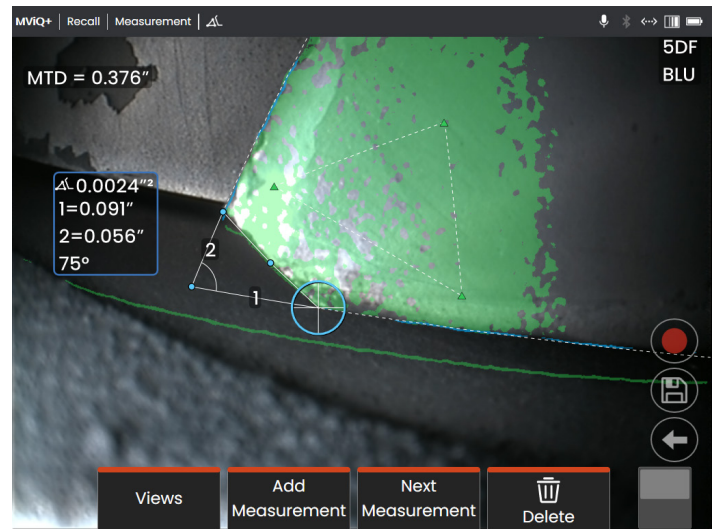 MViQ+ | Recall | Measurement |
5DF
MTD = 0.376"
BLU
0.0024"²
1=0.091"
2=0.056"
75°
2
1
Views
Add Measurement
Next Measurement
Delete